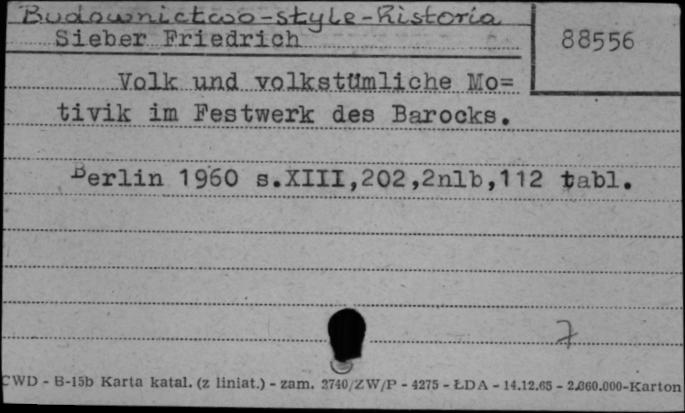 Budownictwo-style-historia
Sieber Friedrich
88556
Volk und volkstümliche Mo=
tivik im Festwerk des Barocks.
Berlin 1960 s.XIII,202,2nlb,112 tabl.
7
CWD - B-15b Karta katal. (z liniat.) - zam. 2740/ZW/P - 4275 - ŁDA - 14.12.65 - 2.660.000-Karton